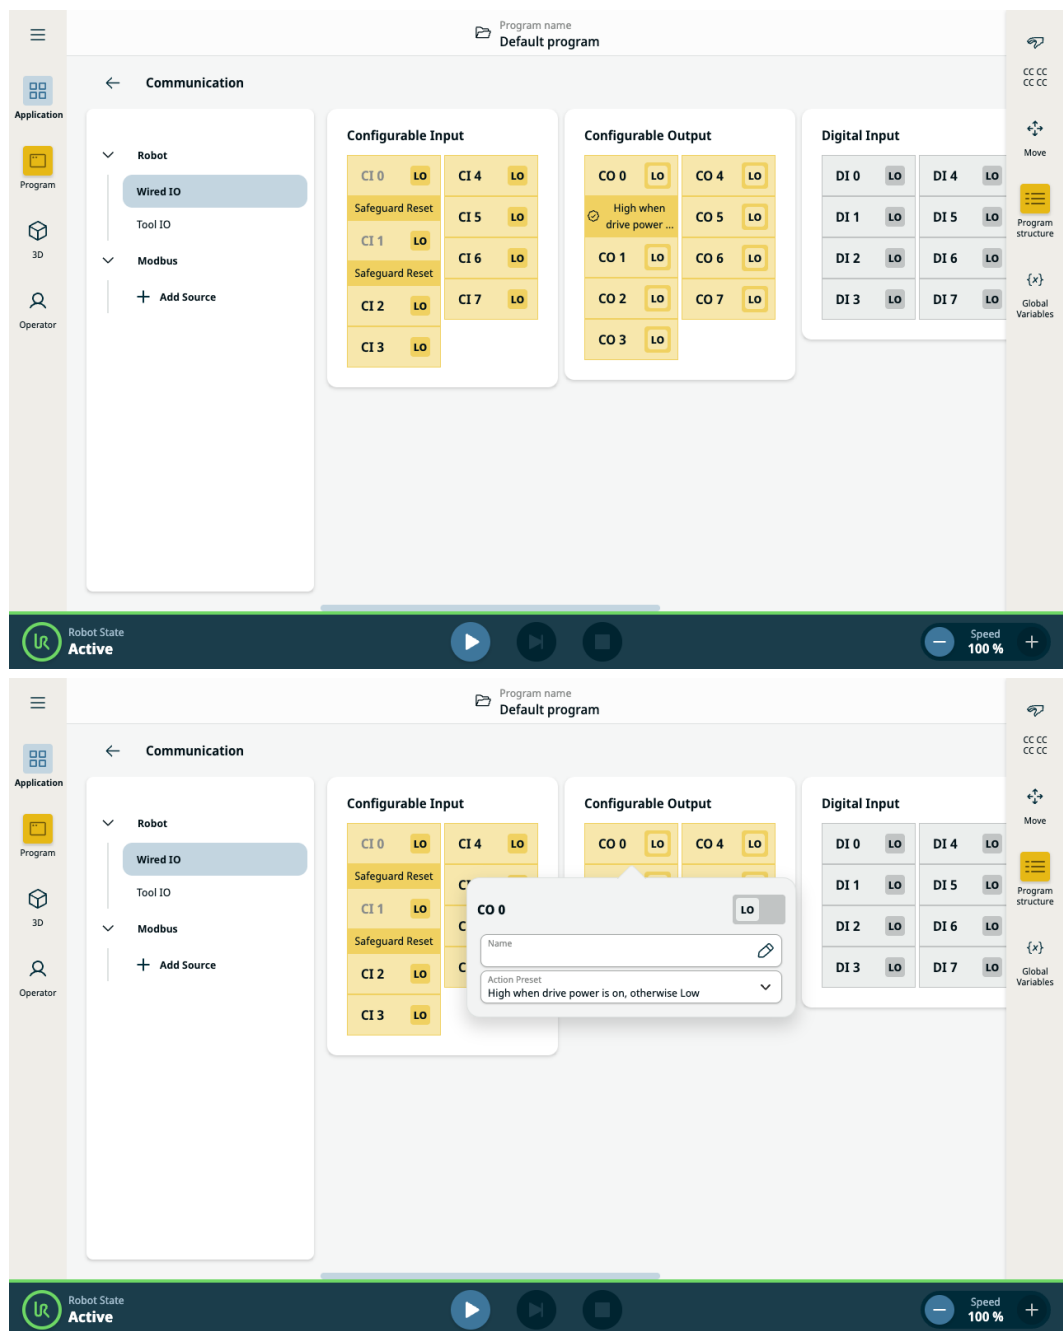 Program name
Default program
Application
Program
3D
Operator
Communication
Robot
Wired IO
Tool IO
Modbus
Add Source
Configurable Input
CI 0 LO CI 4 LO
Safeguard Reset
CI 5 LO
CI 1 LO
CI 6 LO
Safeguard Reset
CI 2 LO
CI 7 LO
CI 3 LO
Configurable Output
CO 0 LO CO 4 LO
High when
drive power ...
CO 5 LO
CO 1 LO CO 6 LO
CO 2 LO CO 7 LO
CO 3 LO
Digital Input
DI 0 LO DI 4 LO
DI 1 LO DI 5 LO
DI 2 LO DI 6 LO
DI 3 LO DI 7 LO
CC CC
CC CC
Move
Program
structure
{x}
Global
Variables
UR
Robot State
Active
Speed
100 %
Program name
Default program
Application
Program
3D
Operator
Communication
Robot
Wired IO
Tool IO
Modbus
Add Source
Configurable Input
CI 0 LO CI 4 LO
Safeguard Reset
CI 1 LO
Safeguard Reset
CI 2 LO
CI 3 LO
Configurable Output
CO 0 LO CO 4 LO
CO 0 LO
Name
Action Preset
High when drive power is on, otherwise Low
Digital Input
DI 0 LO DI 4 LO
DI 1 LO DI 5 LO
DI 2 LO DI 6 LO
DI 3 LO DI 7 LO
CC CC
CC CC
Move
Program
structure
{x}
Global
Variables
UR
Robot State
Active
Speed
100 %